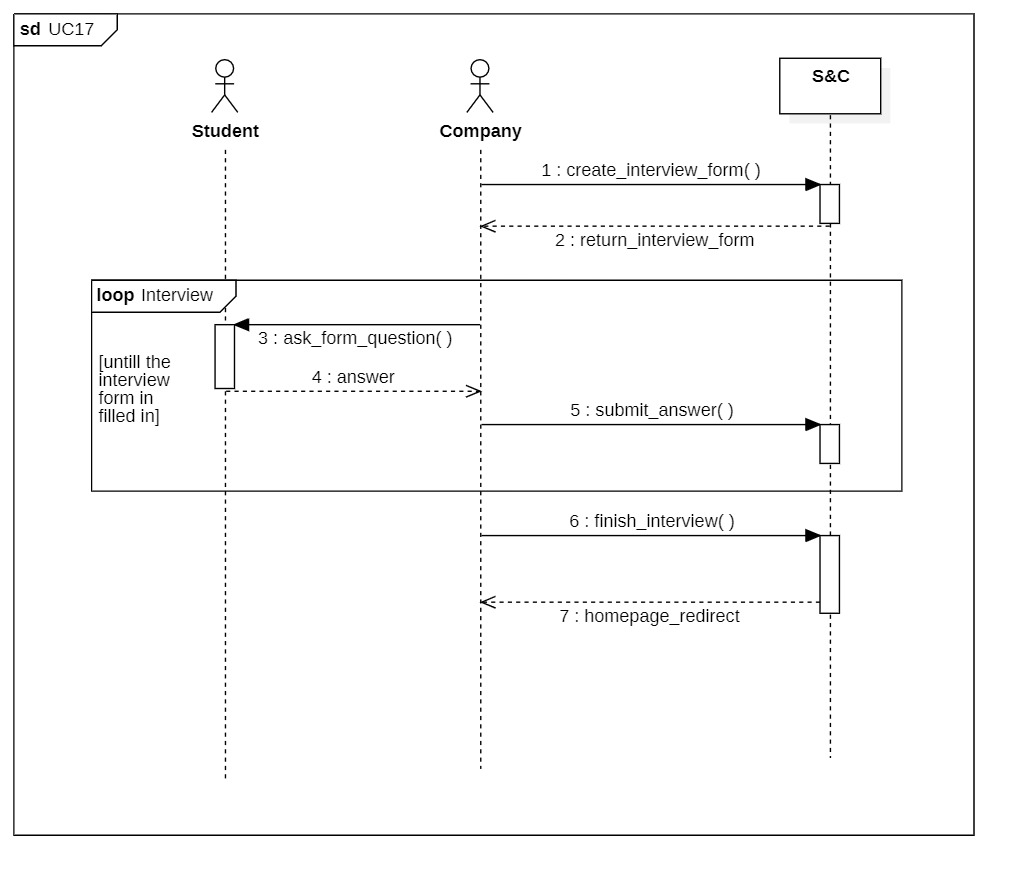 sd UC17
Student
Company
S&C
1 : create_interview_form( )
2 : return_interview_form
loop Interview
3 : ask_form_question( )
[untill the
interview
form in
filled in]
4 : answer
5 : submit_answer( )
6 : finish_interview( )
7 : homepage_redirect